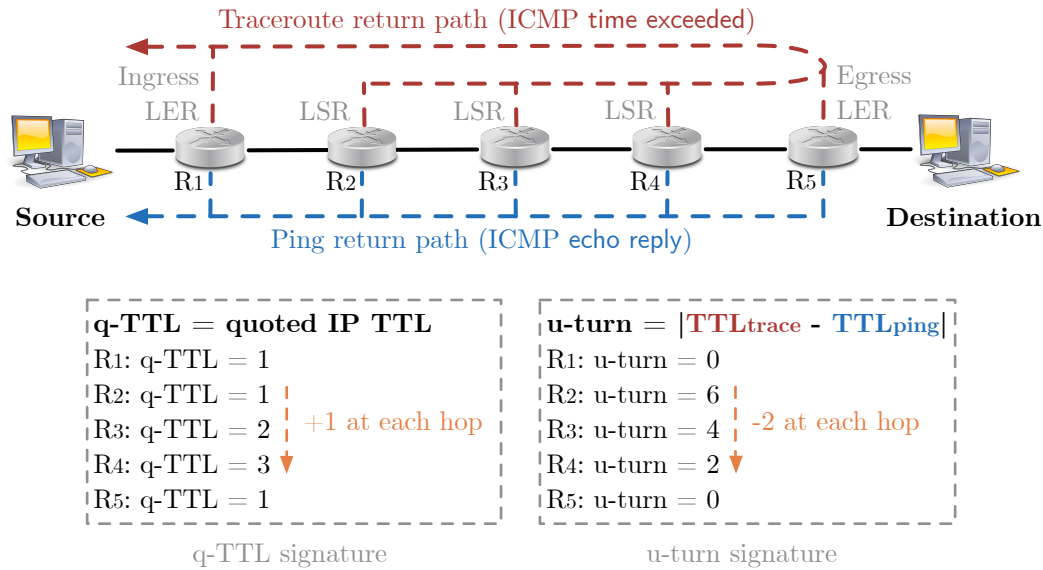 Traceroute return path (ICMP time exceeded)
Ingress
LER
LSR
LSR
LSR
Egress
LER
R1
R2
R3
R4
R5
Source
Destination
Ping return path (ICMP echo reply)
q-TTL = quoted IP TTL
R1: q-TTL = 1
R2: q-TTL = 1
R3: q-TTL = 2
R4: q-TTL = 3
R5: q-TTL = 1
+1 at each hop
q-TTL signature
u-turn = |TTLtrace - TTLping|
R1: u-turn = 0
R2: u-turn = 6
R3: u-turn = 4
R4: u-turn = 2
R5: u-turn = 0
-2 at each hop
u-turn signature